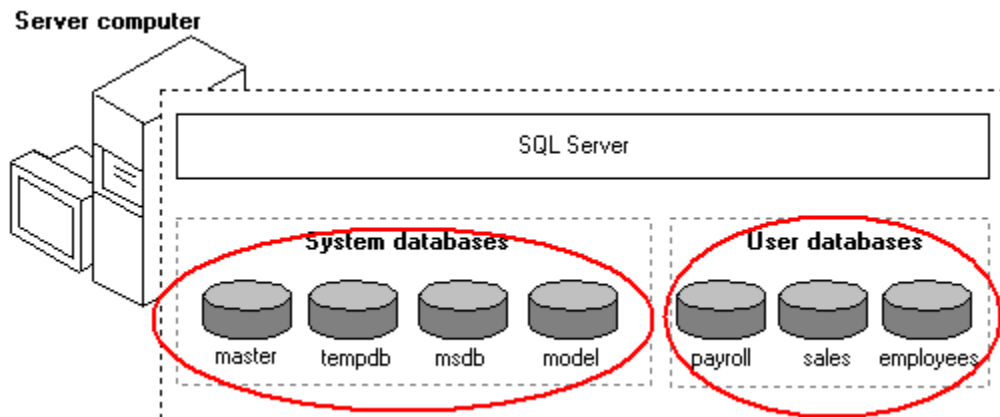 Server computer
SQL Server
System databases
User databases
master tempdb msdb model payroll sales employees